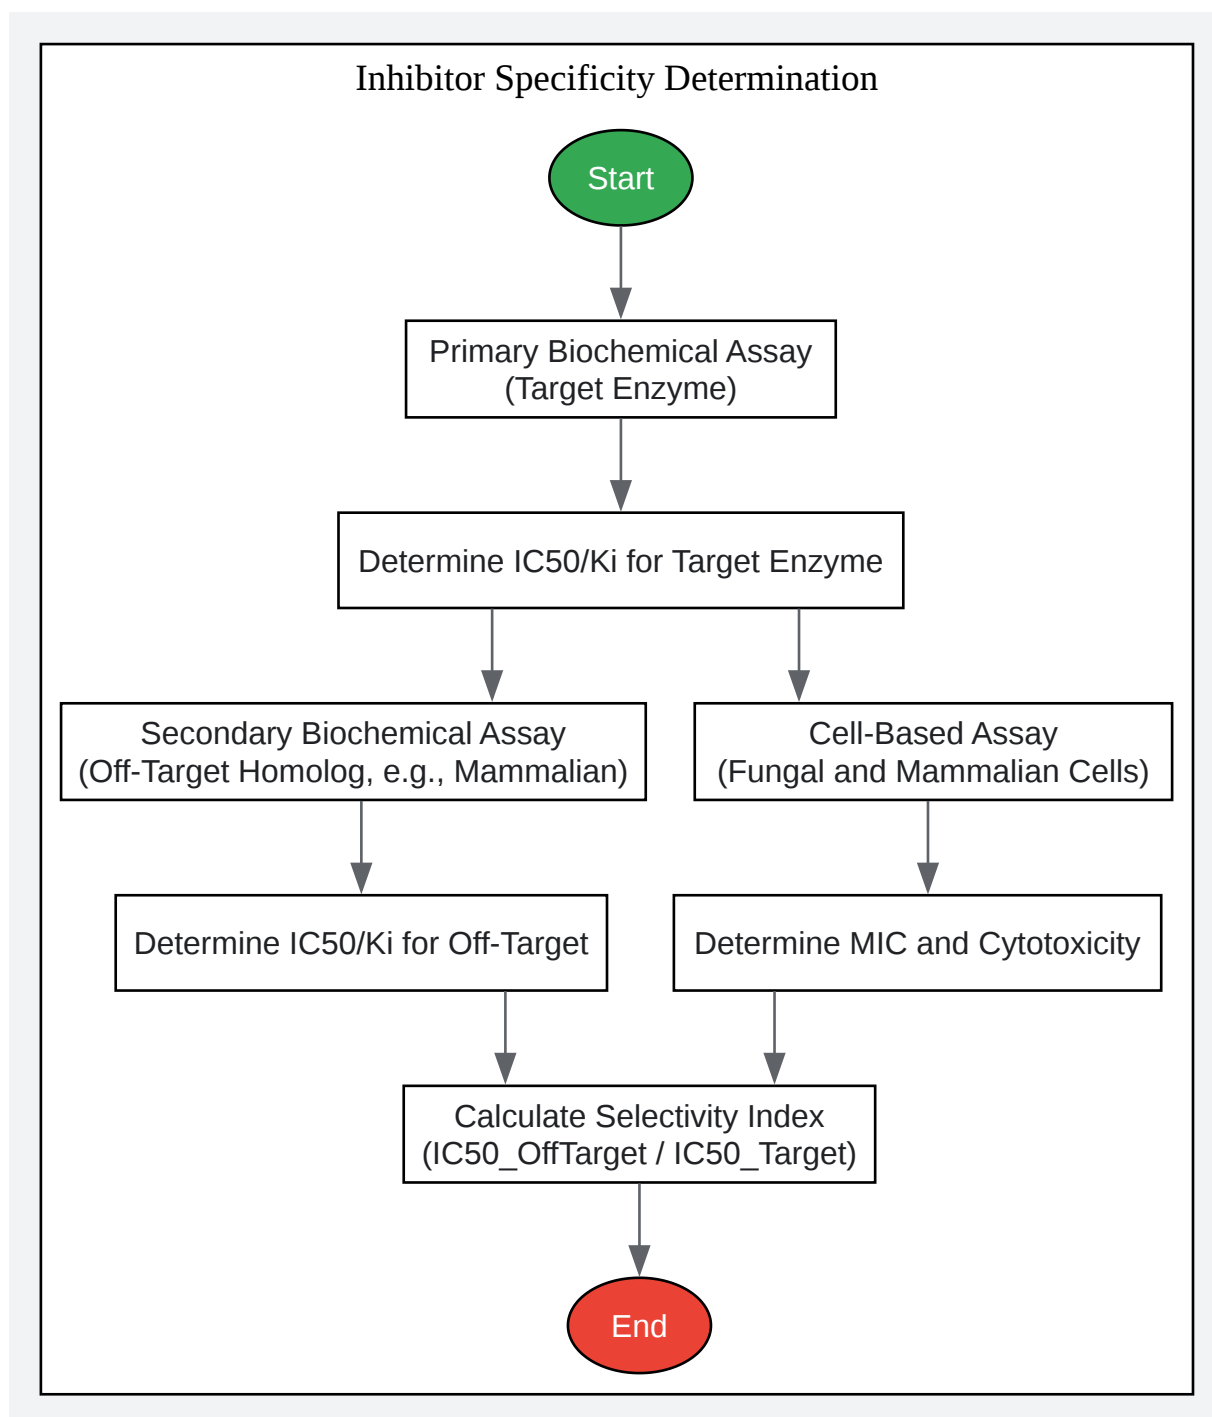 Inhibitor Specificity Determination
Start
Primary Biochemical Assay
(Target Enzyme)
Determine IC50/Ki for Target Enzyme
Secondary Biochemical Assay
(Off-Target Homolog, e.g., Mammalian)
Cell-Based Assay
(Fungal and Mammalian Cells)
Determine IC50/Ki for Off-Target
Determine MIC and Cytotoxicity
Calculate Selectivity Index
(IC50_OffTarget / IC50_Target)
End